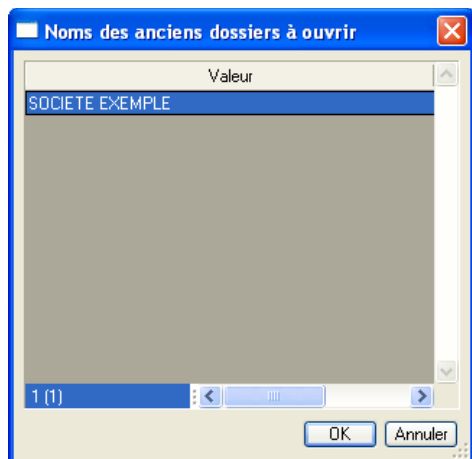 Noms des anciens dossiers à ouvrir
Valeur
SOCIETE EXEMPLE
1 (1)
OK
Annuler